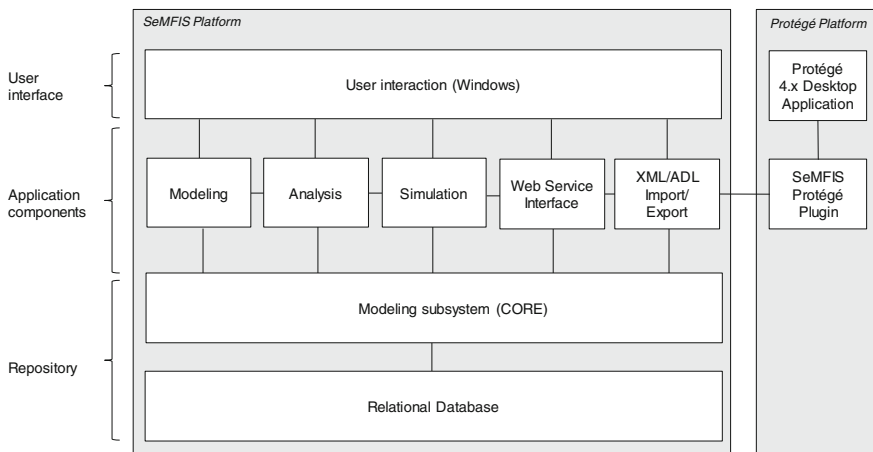 SeMFIS Platform
Protégé Platform
User
interface
User interaction (Windows)
Protégé
4.x Desktop
Application
Application
components
Modeling
Analysis
Simulation
Web Service
Interface
XML/ADL
Import/
Export
SeMFIS
Protégé
Plugin
Repository
Modeling subsystem (CORE)
Relational Database